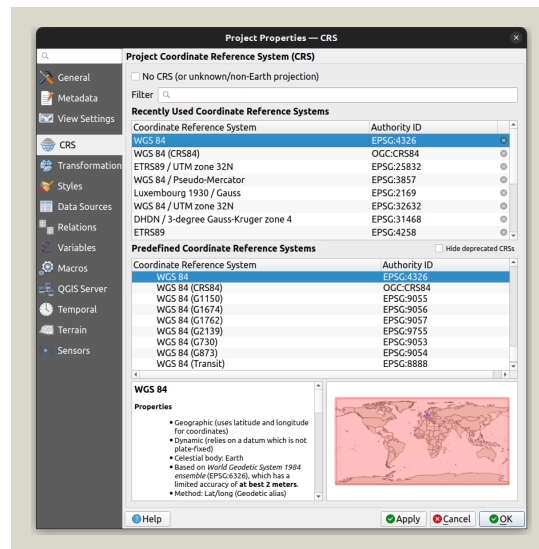 Project Properties — CRS
General
Metadata
View Settings
CRS
Transformation
Styles
Data Sources
Relations
Variables
Macros
QGIS Server
Temporal
Terrain
Sensors
Project Coordinate Reference System (CRS)
No CRS (or unknown/non-Earth projection)
Filter
Recently Used Coordinate Reference Systems
Coordinate Reference System Authority ID
WGS 84 EPSG:4326
WGS 84 (CRS84) OGC:CRS84
ETRS89 / UTM zone 32N EPSG:25832
WGS 84 / Pseudo-Mercator EPSG:3857
Luxembourg 1930 / Gauss EPSG:2169
WGS 84 / UTM zone 32N EPSG:32632
DHDN / 3-degree Gauss-Kruger zone 4 EPSG:31468
ETRS89 EPSG:4258
Predefined Coordinate Reference Systems Hide deprecated CRSs
Coordinate Reference System Authority ID
WGS 84 EPSG:4326
WGS 84 (CRS84) OGC:CRS84
WGS 84 (G1150) EPSG:9055
WGS 84 (G1674) EPSG:9056
WGS 84 (G1762) EPSG:9057
WGS 84 (G2139) EPSG:9755
WGS 84 (G730) EPSG:9053
WGS 84 (G873) EPSG:9054
WGS 84 (Transit) EPSG:8888
WGS 84
Properties
• Geographic (uses latitude and longitude
for coordinates)
• Dynamic (relies on a datum which is not
plate-fixed)
• Celestial body: Earth
• Based on World Geodetic System 1984
ensemble (EPSG:6326), which has a
limited accuracy of at best 2 meters.
• Method: Lat/long (Geodetic alias)
Help Apply Cancel OK